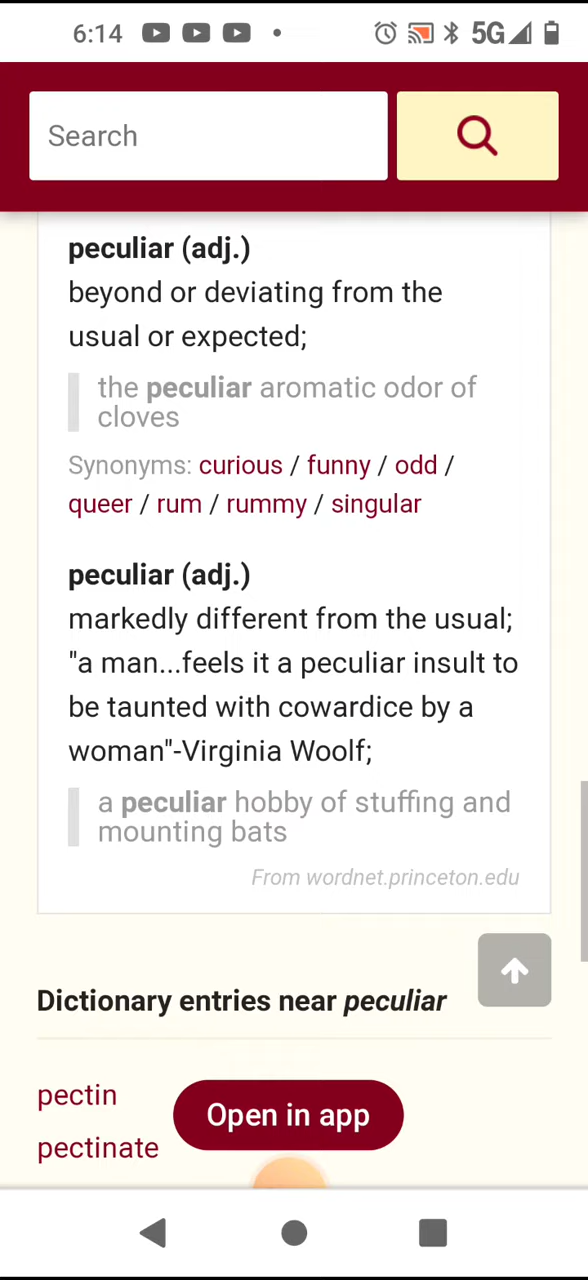 6:14
5G
Search
peculiar (adj.)
beyond or deviating from the
usual or expected;
the peculiar aromatic odor of
cloves
Synonyms: curious / funny / odd /
queer / rum / rummy / singular
peculiar (adj.)
markedly different from the usual;
"a man...feels it a peculiar insult to
be taunted with cowardice by a
woman"-Virginia Woolf;
a peculiar hobby of stuffing and
mounting bats
From wordnet.princeton.edu
Dictionary entries near peculiar
pectin
Open in app
pectinate